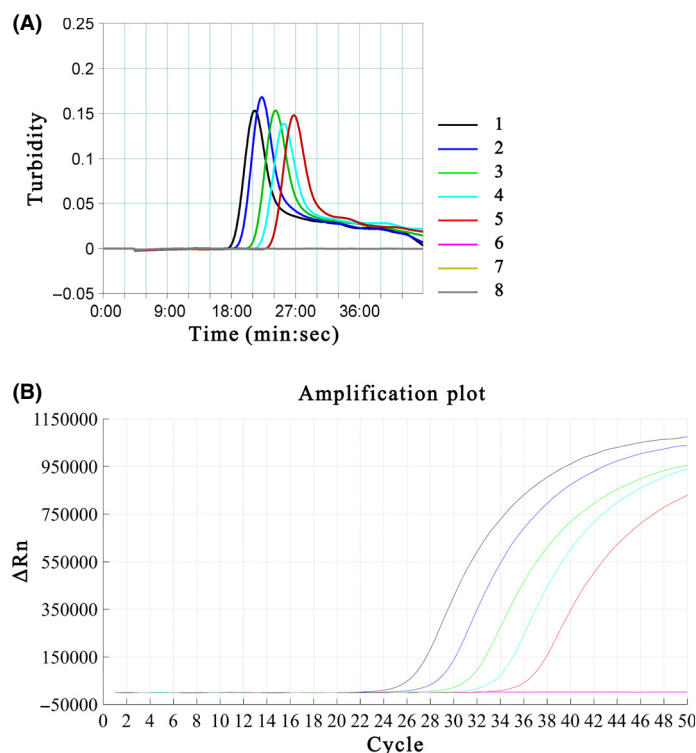 (A)
0.25
0.2
0.15
0.1
0.05
0
−0.05
Turbidity
0:00 9:00 18:00 27:00 36:00
Time (min:sec)
1
2
3
4
5
6
7
8
(B)
Amplification plot
1150000
950000
750000
550000
350000
150000
-50000
ΔRn
0 2 4 6 8 10 12 14 16 18 20 22 24 26 28 30 32 34 36 38 40 42 44 46 48 50
Cycle